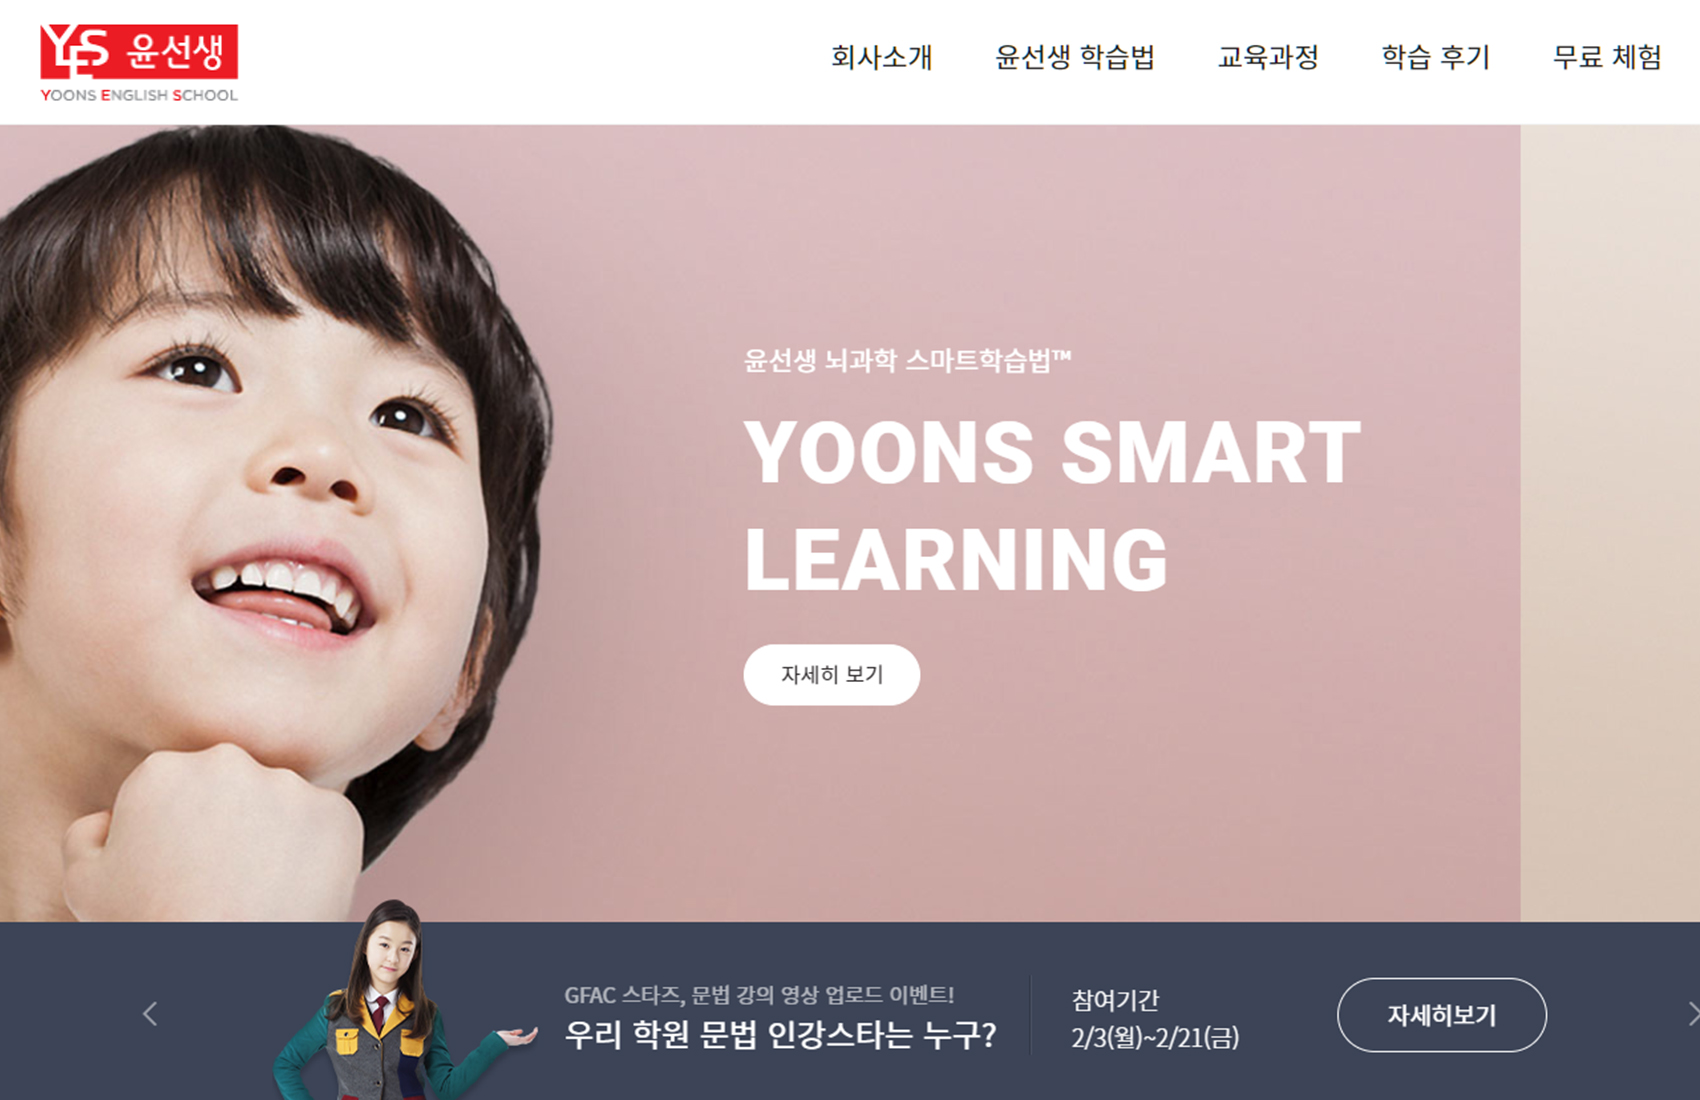 YES 윤선생
YOONS ENGLISH SCHOOL
회사소개 윤선생 학습법 교육과정 학습 후기 무료 체험
윤선생 뇌과학 스마트학습법™
YOONS SMART
LEARNING
자세히 보기
GFAC 스타즈, 문법 강의 영상 업로드 이벤트!
우리 학원 문법 인강스타는 누구?
참여기간
2/3(월)~2/21(금)
자세히보기